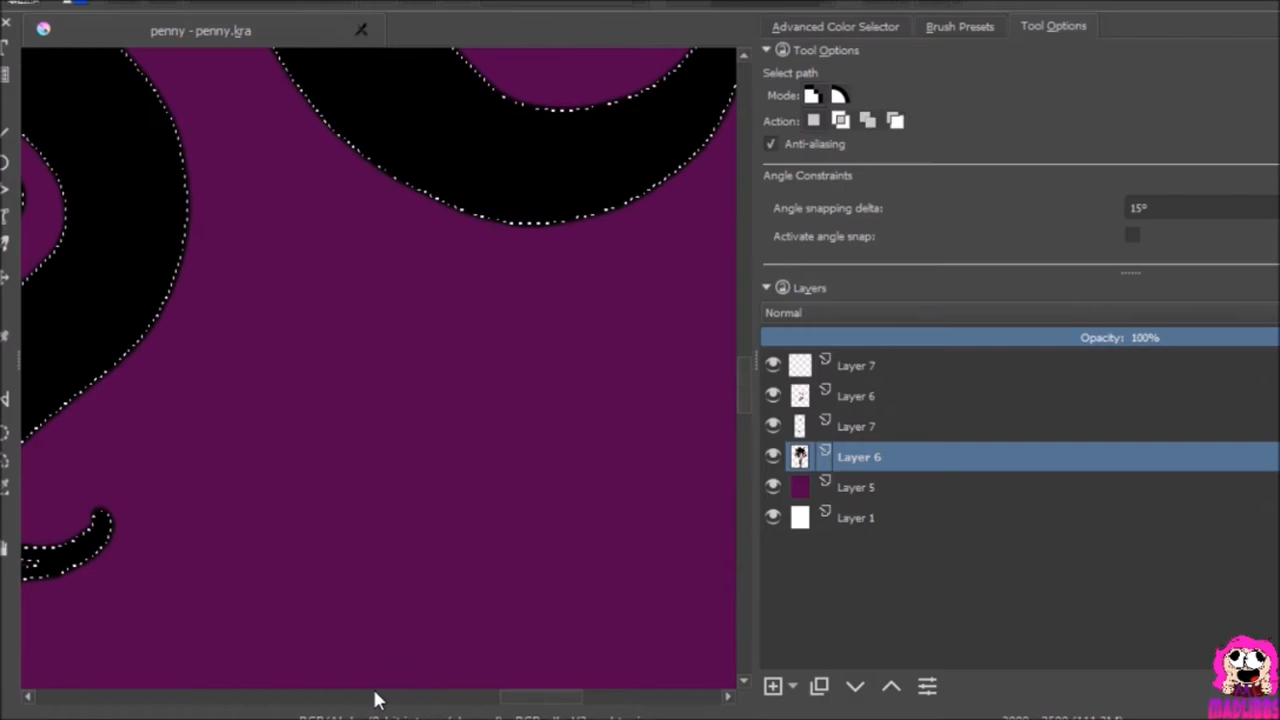 penny - penny.kra
Advanced Color Selector
Brush Presets
Tool Options
Tool Options
Select path
Mode:
Action:
Anti-aliasing
Angle Constraints
Angle snapping delta:
15°
Activate angle snap:
Layers
Normal
Opacity: 100%
Layer 7
Layer 6
Layer 7
Layer 6
Layer 5
Layer 1